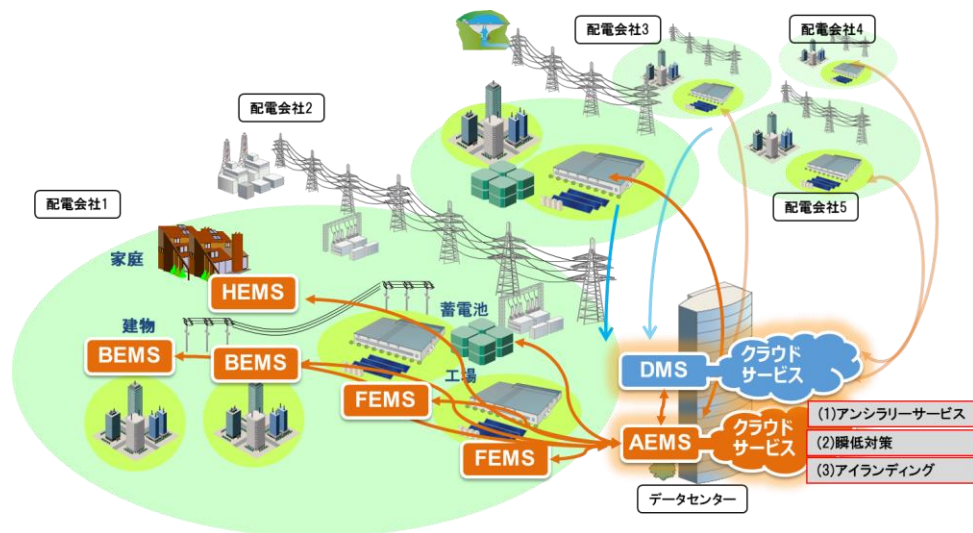 配電会社3
配電会社4
配電会社2
配電会社1
配電会社5
家庭
HEMS
建物
蓄電池
BEMS
BEMS
工場
FEMS
FEMS
DMS
クラウド
サービス
AEMS
クラウド
サービス
(1)アンシラリーサービス
(2)瞬低対策
(3)アイランディング
データセンター